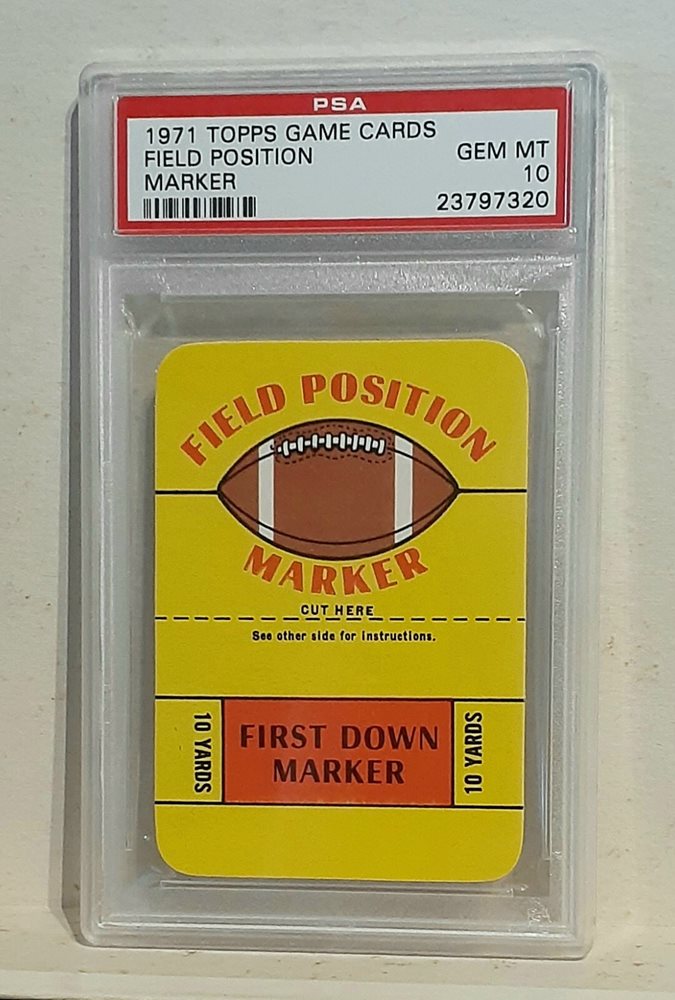 PSA
1971 TOPPS GAME CARDS
FIELD POSITION
GEM MT
MARKER
10
23797320
FIELD POSITION
MARKER
CUT HERE
See other side for instructions.
10 YARDS
FIRST DOWN
MARKER
10 YARDS